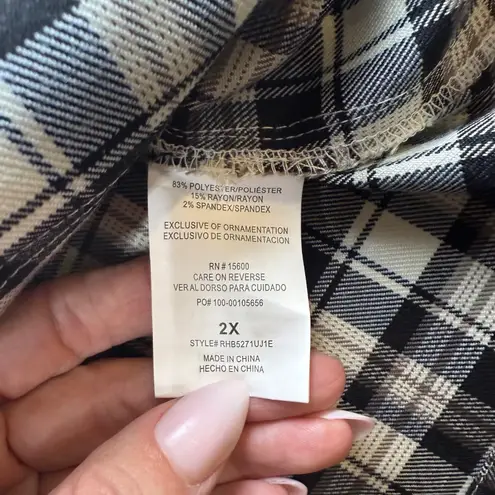 83% POLYESTER/POLIÉSTER
15% RAYON/RAYON
2% SPANDEX/SPANDEX
EXCLUSIVE OF ORNAMENTATION
EXCLUSIVO DE ORNAMENTACION
RN # 15600
CARE ON REVERSE
VER AL DORSO PARA CUIDADO
PO# 100-00105656
2X
STYLE# RHB5271UJ1E
MADE IN CHINA
HECHO EN CHINA